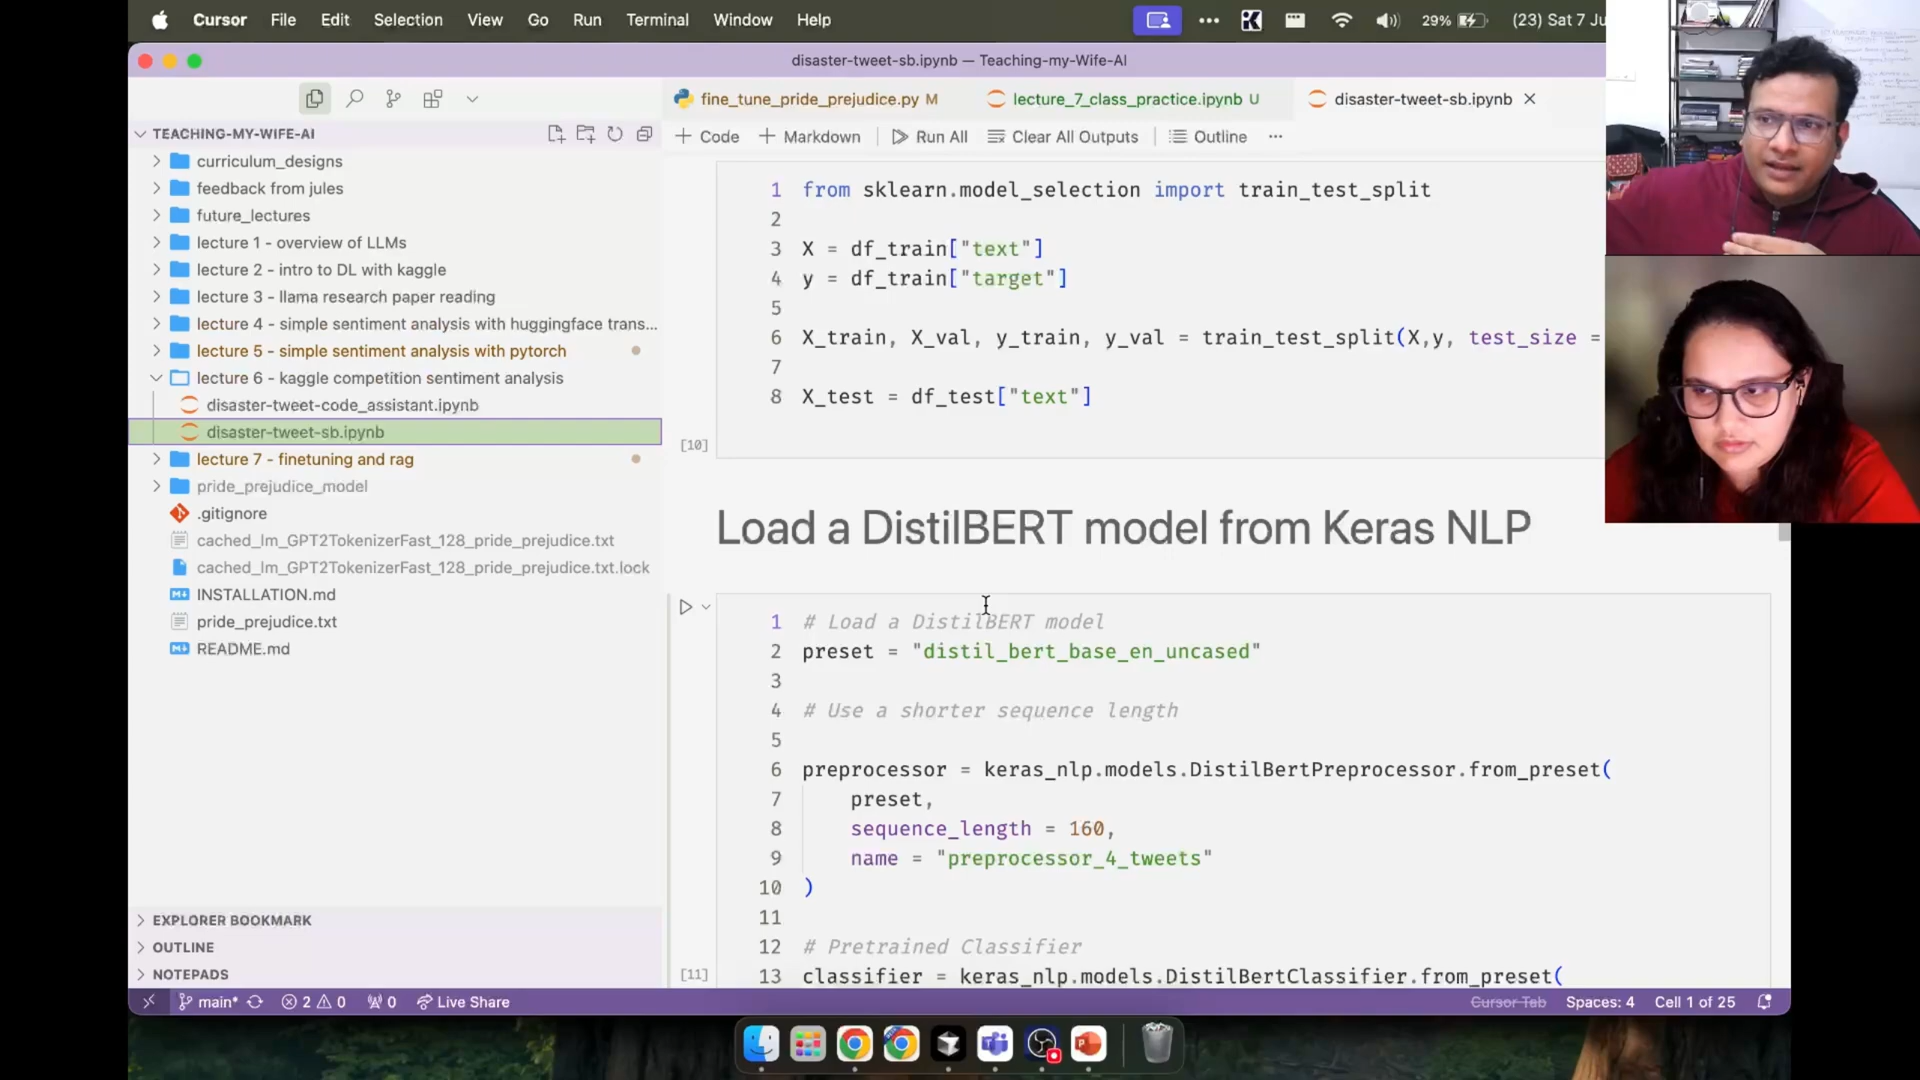 Cursor File Edit Selection View Go Run Terminal Window Help 29% (23) Sat 7 Ju
disaster-tweet-sb.ipynb — Teaching-my-Wife-AI
fine_tune_pride_prejudice.py M lecture_7_class_practice.ipynb U disaster-tweet-sb.ipynb
TEACHING-MY-WIFE-AI
curriculum_designs
feedback from jules
future_lectures
lecture 1 - overview of LLMs
lecture 2 - intro to DL with kaggle
lecture 3 - llama research paper reading
lecture 4 - simple sentiment analysis with huggingface trans...
lecture 5 - simple sentiment analysis with pytorch
lecture 6 - kaggle competition sentiment analysis
disaster-tweet-code_assistant.ipynb
disaster-tweet-sb.ipynb
lecture 7 - finetuning and rag
pride_prejudice_model
.gitignore
cached_lm_GPT2TokenizerFast_128_pride_prejudice.txt
cached_lm_GPT2TokenizerFast_128_pride_prejudice.txt.lock
INSTALLATION.md
pride_prejudice.txt
README.md
EXPLORER BOOKMARK
OUTLINE
NOTEPADS
+ Code + Markdown Run All Clear All Outputs Outline ...
1 from sklearn.model_selection import train_test_split
2
3 X = df_train["text"]
4 y = df_train["target"]
5
6 X_train, X_val, y_train, y_val = train_test_split(X,y, test_size =
7
8 X_test = df_test["text"]
[10]
Load a DistilBERT model from Keras NLP
1 # Load a DistilBERT model
2 preset = "distil_bert_base_en_uncased"
3
4 # Use a shorter sequence length
5
6 preprocessor = keras_nlp.models.DistilBertPreprocessor.from_preset(
7 preset,
8 sequence_length = 160,
9 name = "preprocessor_4_tweets"
10 )
11
12 # Pretrained Classifier
13 classifier = keras_nlp.models.DistilBertClassifier.from_preset(
[11]
main* 2 0 0 Live Share Cursor Tab Spaces: 4 Cell 1 of 25